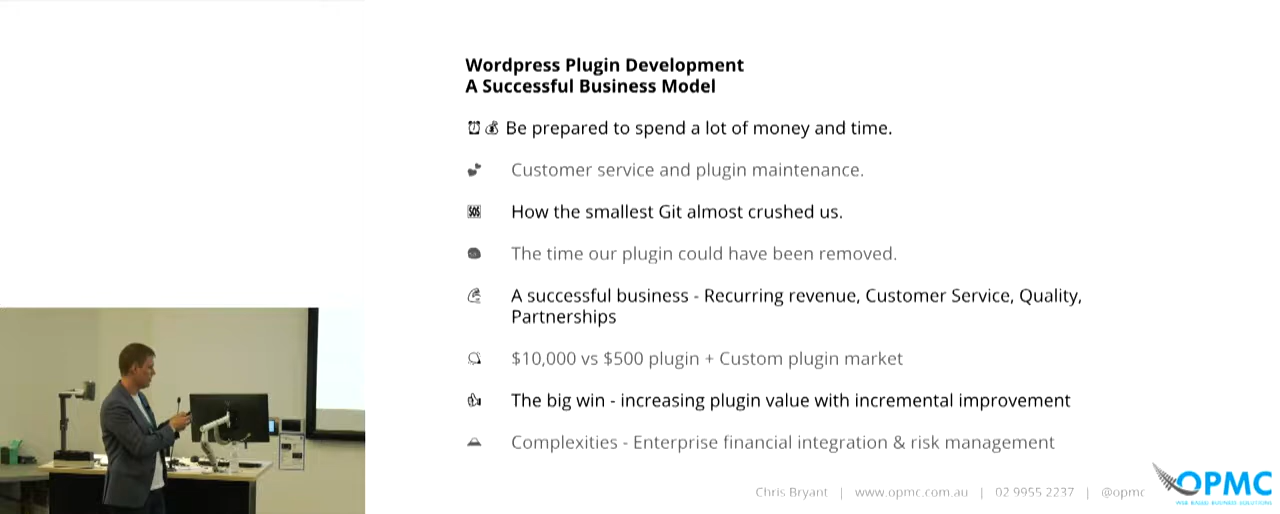 Wordpress Plugin Development
A Successful Business Model
Be prepared to spend a lot of money and time.
Customer service and plugin maintenance.
How the smallest Git almost crushed us.
The time our plugin could have been removed.
A successful business - Recurring revenue, Customer Service, Quality,
Partnerships
$10,000 vs $500 plugin + Custom plugin market
The big win - increasing plugin value with incremental improvement
Complexities - Enterprise financial integration & risk management
Chris Bryant | www.opmc.com.au | 02 9955 2237 | @opmc
OPMC
WEB BASED BUSINESS SOLUTIONS